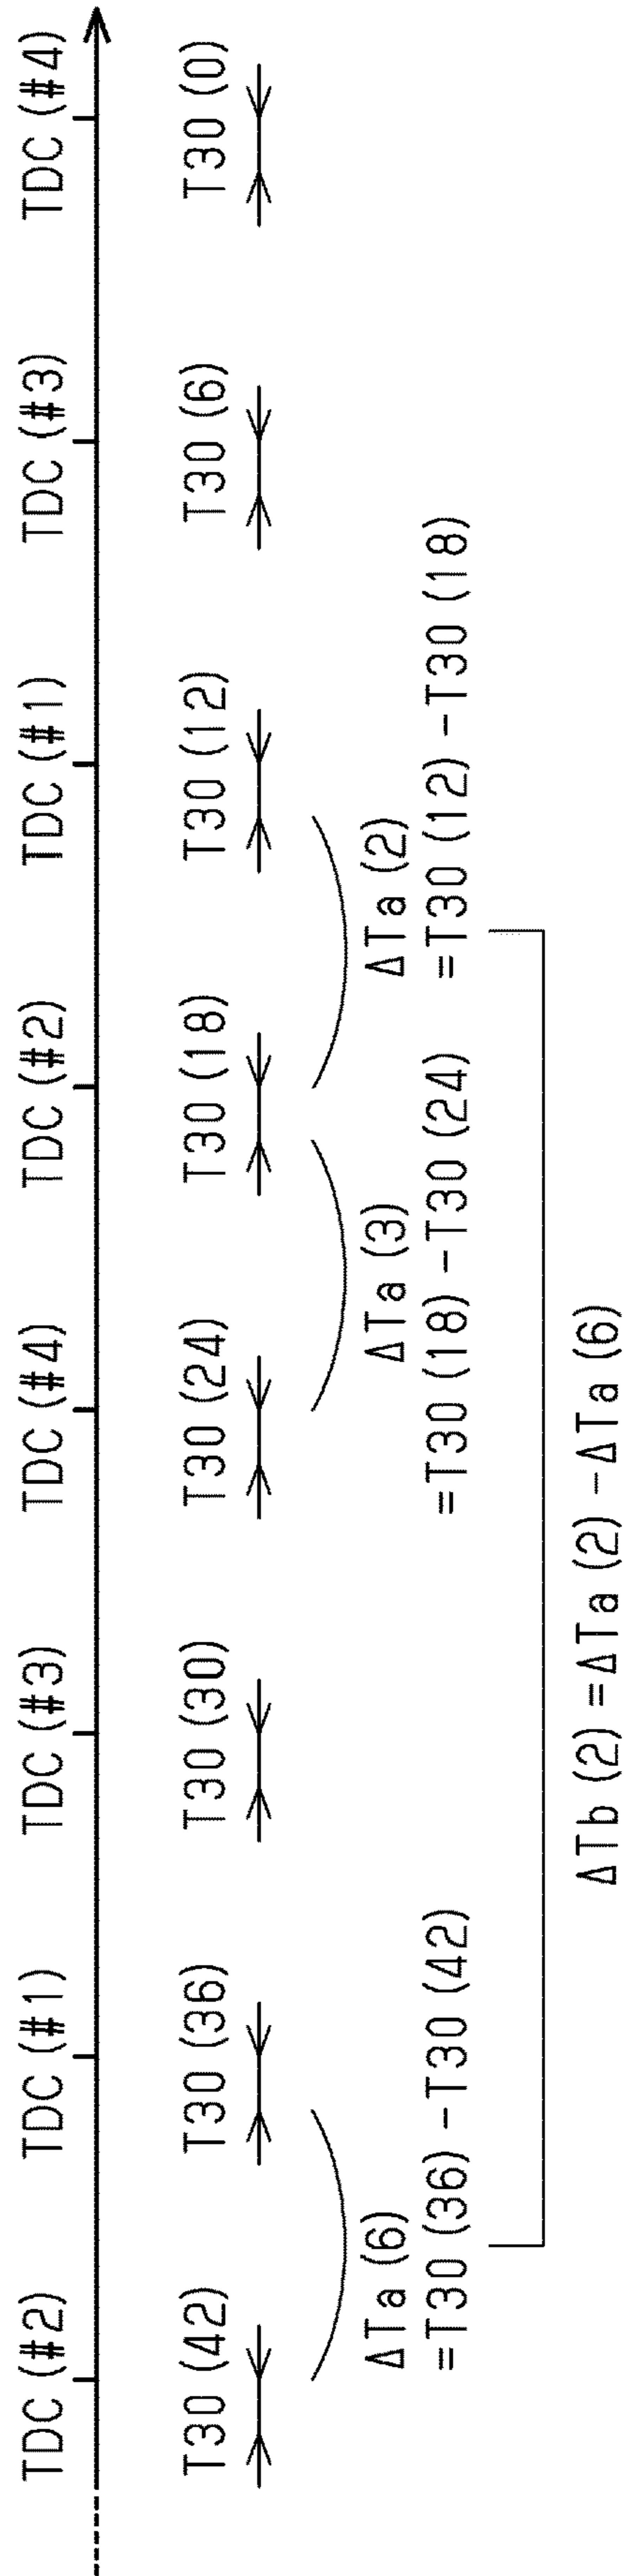 TDC (#2) TDC (#1) TDC (#3) TDC (#4) TDC (#2) TDC (#1) TDC (#3) TDC (#4)
T30 (42) T30 (36) T30 (30) T30 (24) T30 (18) T30 (12) T30 (6) T30 (0)
ΔTa (6) ΔTa (3) ΔTa (2)
=T30 (36) −T30 (42) =T30 (18) −T30 (24) =T30 (12) −T30 (18)
ΔTb (2) =ΔTa (2) −ΔTa (6)